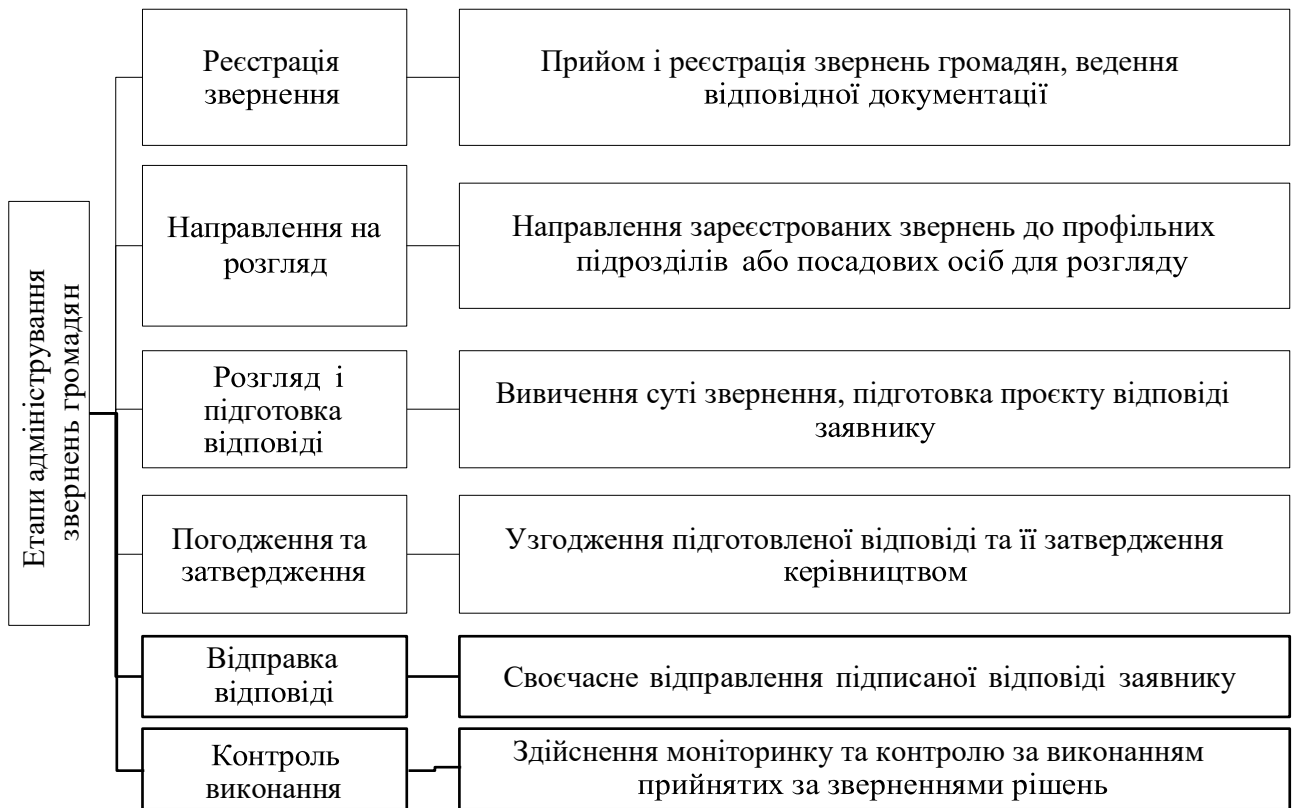 Етапи адміністрування
звернень громадян
Реєстрація
звернення
Прийом і реєстрація звернень громадян, ведення
відповідної документації
Направлення на
розгляд
Направлення зареєстрованих звернень до профільних
підрозділів або посадових осіб для розгляду
Розгляд і
підготовка
відповіді
Вивичення суті звернення, підготовка проєкту відповіді
заявнику
Погодження та
затвердження
Узгодження підготовленої відповіді та її затвердження
керівництвом
Відправка
відповіді
Своєчасне відправлення підписаної відповіді заявнику
Контроль
виконання
Здійснення моніторинку та контролю за виконанням
прийнятих за зверненнями рішень